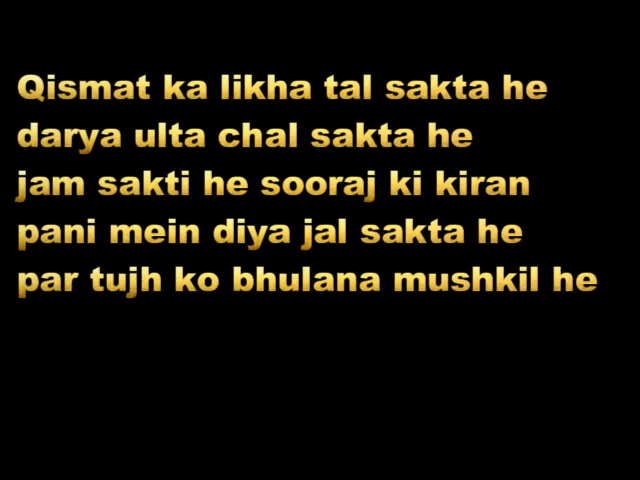 Qismat ka likha tal sakta he
darya ulta chal sakta he
jam sakti he sooraj ki kiran
pani mein diya jal sakta he
par tujh ko bhulana mushkil he